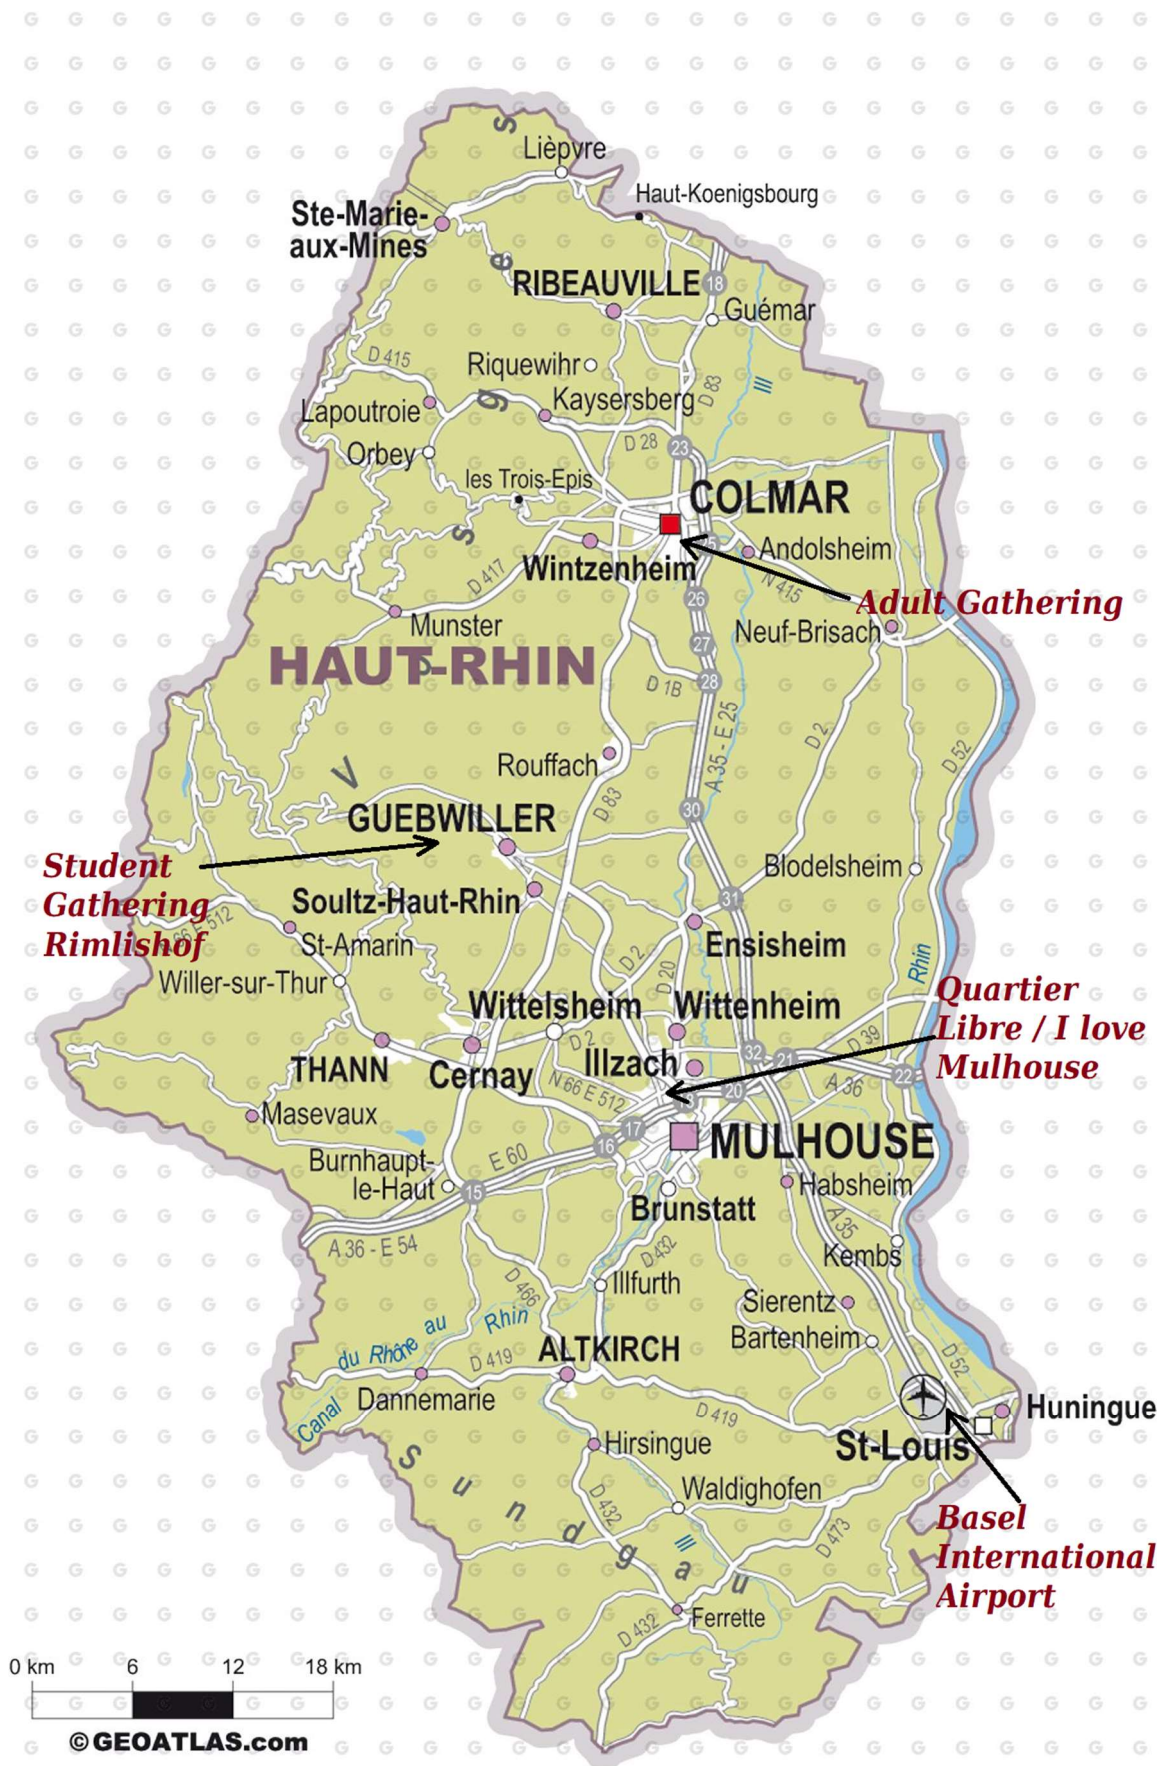 Lièpvre
Haut-Koenigsbourg
Ste-Marie-
aux-Mines
RIBEAUVILLE
18
Guémar
D 415
Riquewihr
III
D 83
Lapoutroie
Kaysersberg
Orbey
D 28
23
les Trois-Epis
COLMAR
Wintzenheim
25
Andolsheim
D 417
N 415
26
Adult Gathering
Munster
Neuf-Brisach
27
HAUT-RHIN
D 1B
28
A 35 - E 25
D 2
D 52
Rouffach
V o s g e s
D 83
30
GUEBWILLER
Student
Gathering
Rimlishof
Blodelsheim
Soultz-Haut-Rhin
31
N 66 E 512
St-Amarin
Ensisheim
D 2
D 20
Rhin
Willer-sur-Thur
Quartier
Libre / I love
Mulhouse
Wittelsheim
Wittenheim
D 2
D 39
THANN
Cernay
Illzach
32
21
N 66 E 512
20
A 36
22
Masevaux
17
16
MULHOUSE
E 60
Burnhaupt-
le-Haut
15
Habsheim
Brunstatt
A 36 - E 54
D 432
A 35
Kembs
D 466
Illfurth
Sierentz
Bartenheim
Canal du Rhône au Rhin
D 419
ALTKIRCH
D 52
Dannemarie
D 419
Huningue
St-Louis
Hirsingue
Waldighofen
D 432
III
D 473
Basel
International
Airport
S u n d g a u
D 432
Ferrette
0 km 6 12 18 km
©GEOATLAS.com